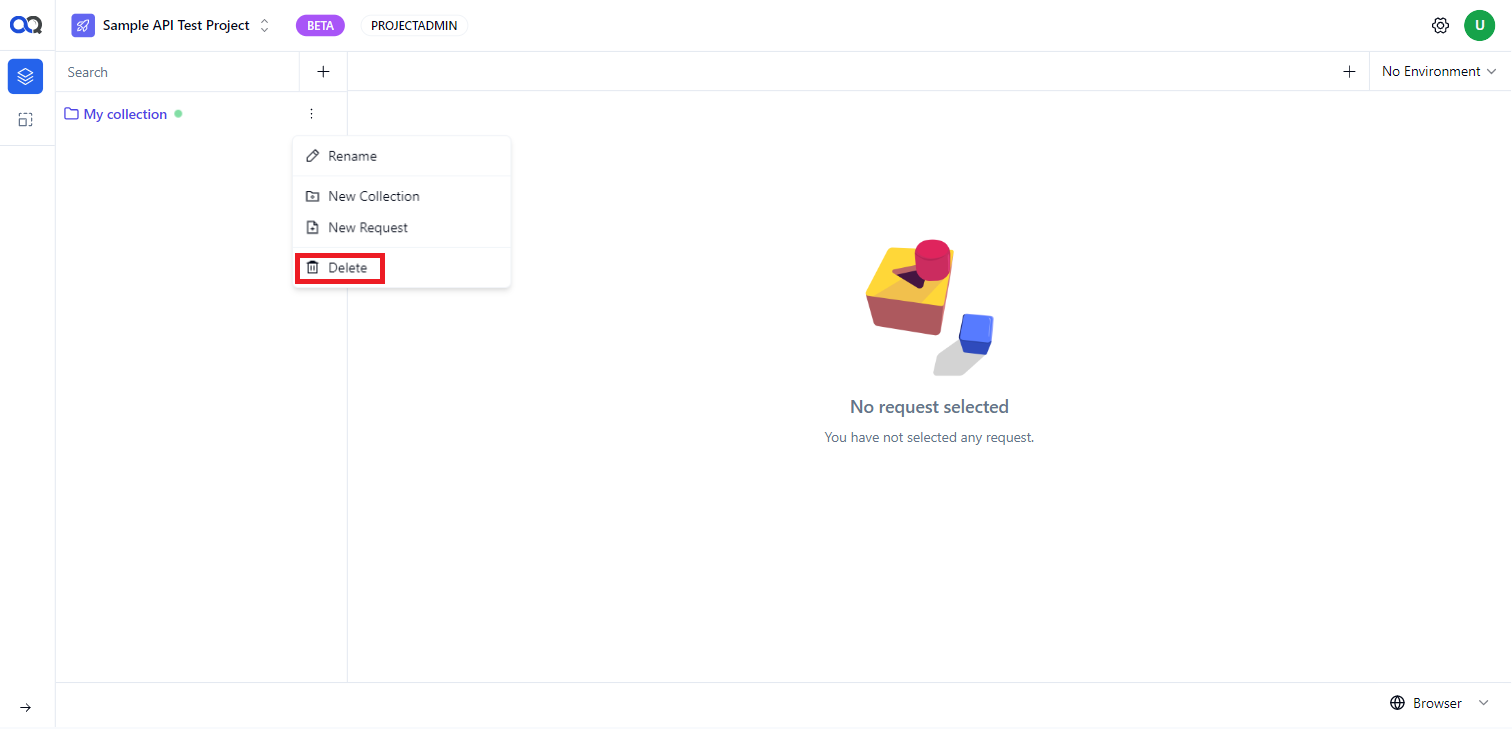 Sample API Test Project BETA PROJECTADMIN U
Search No Environment
My collection
Rename
New Collection
New Request
Delete
No request selected
You have not selected any request.
Browser